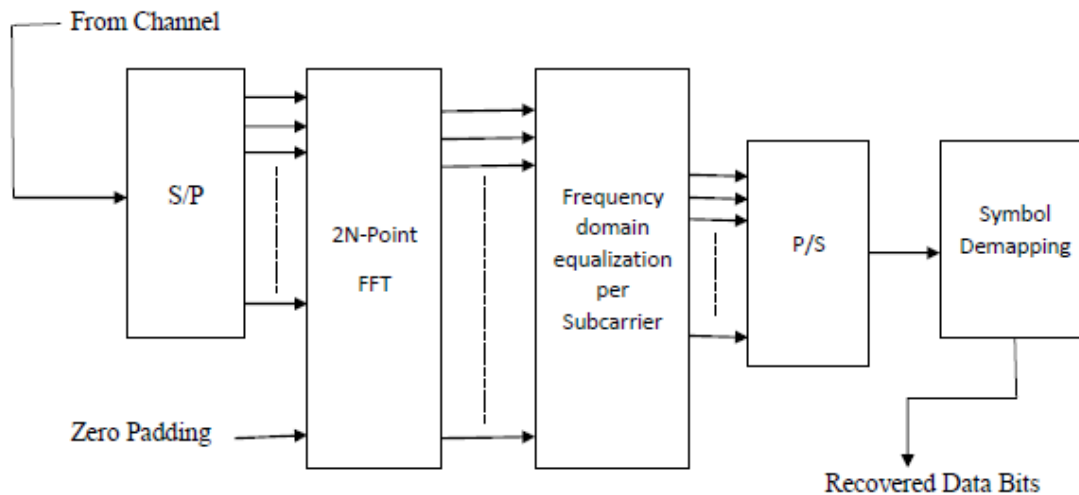 From Channel
S/P
2N-Point
FFT
Zero Padding
Frequency
domain
equalization
per
Subcarrier
P/S
Symbol
Demapping
Recovered Data Bits